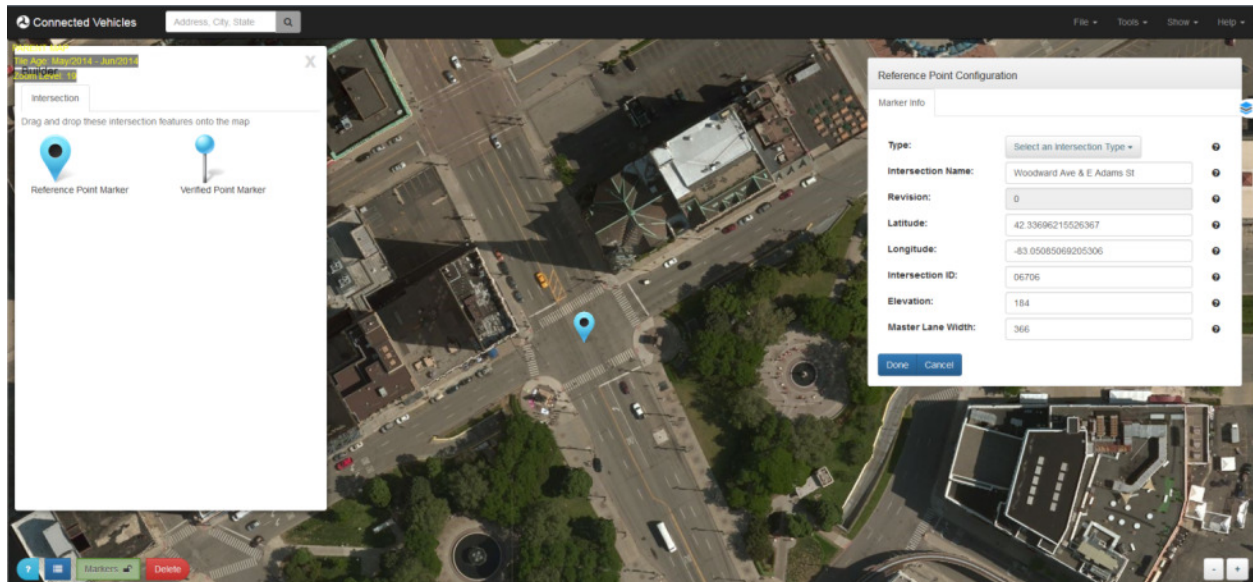 Connected Vehicles
Address, City, State
File
Tools
Show
Help
Tile Age: May/2014 - Jun/2014
Zoom Level: 19
Builder
X
Intersection
Drag and drop these intersection features onto the map
Reference Point Marker
Verified Point Marker
Reference Point Configuration
Marker Info
Type: Select an Intersection Type
Intersection Name: Woodward Ave & E Adams St
Revision: 0
Latitude: 42.33696215526367
Longitude: -83.05085069205306
Intersection ID: 06706
Elevation: 184
Master Lane Width: 366
Done Cancel
? Markers Delete
- +